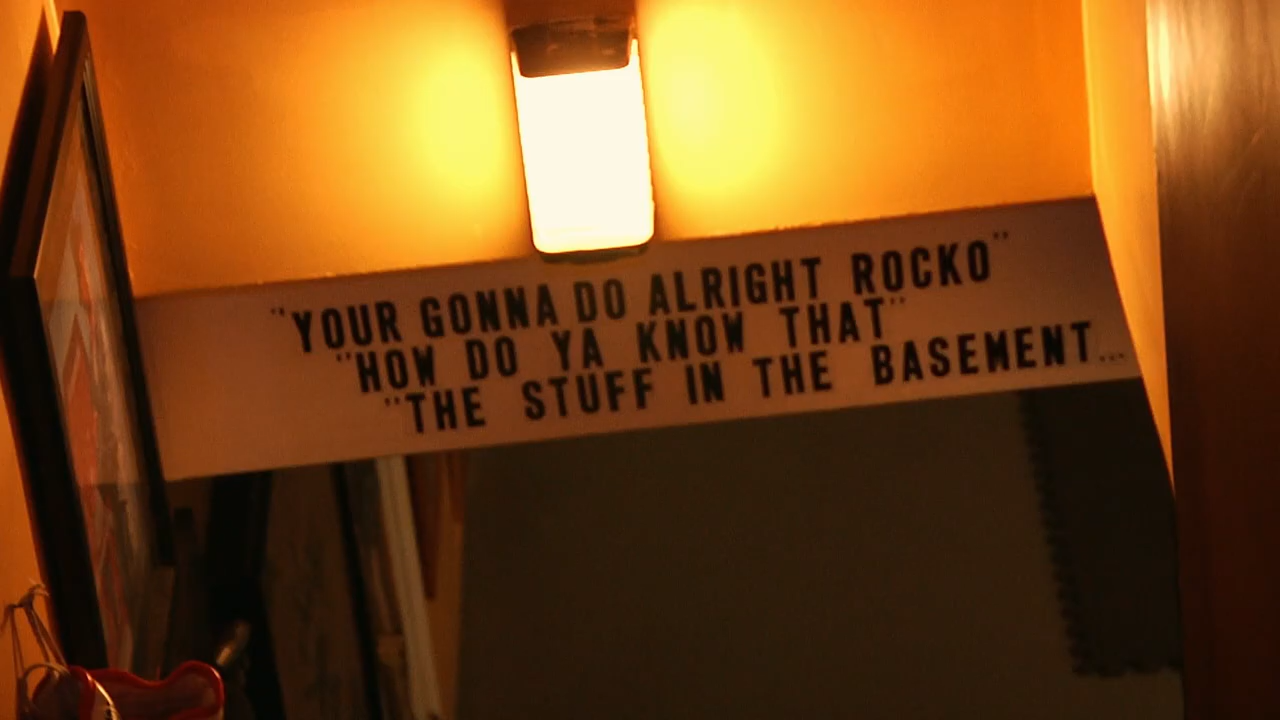 "YOUR GONNA DO ALRIGHT ROCKO"
"HOW DO YA KNOW THAT"
"THE STUFF IN THE BASEMENT...